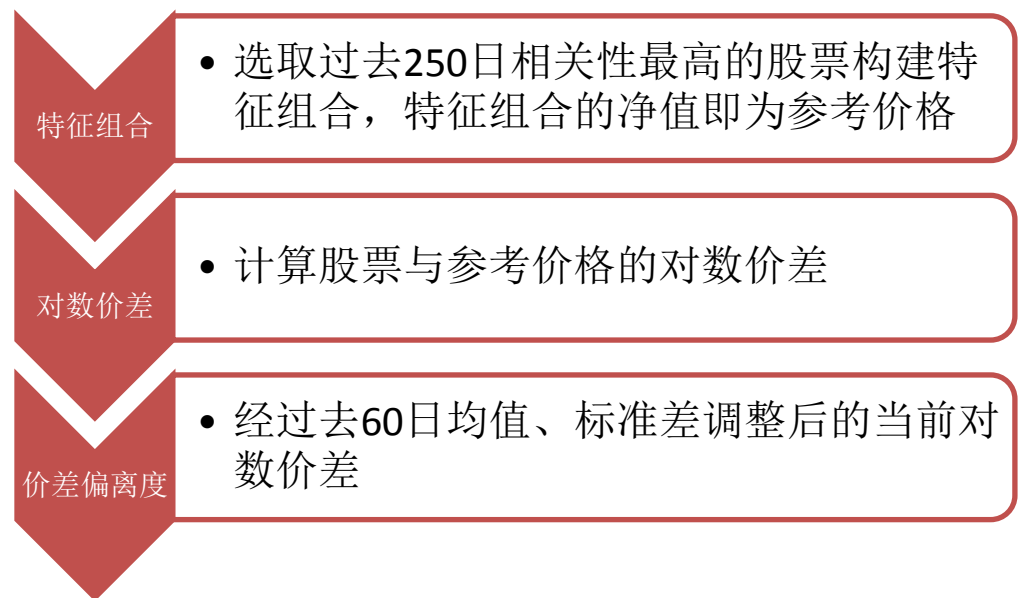 特征组合
• 选取过去250日相关性最高的股票构建特
征组合，特征组合的净值即为参考价格
对数价差
• 计算股票与参考价格的对数价差
价差偏离度
• 经过去60日均值、标准差调整后的当前对
数价差